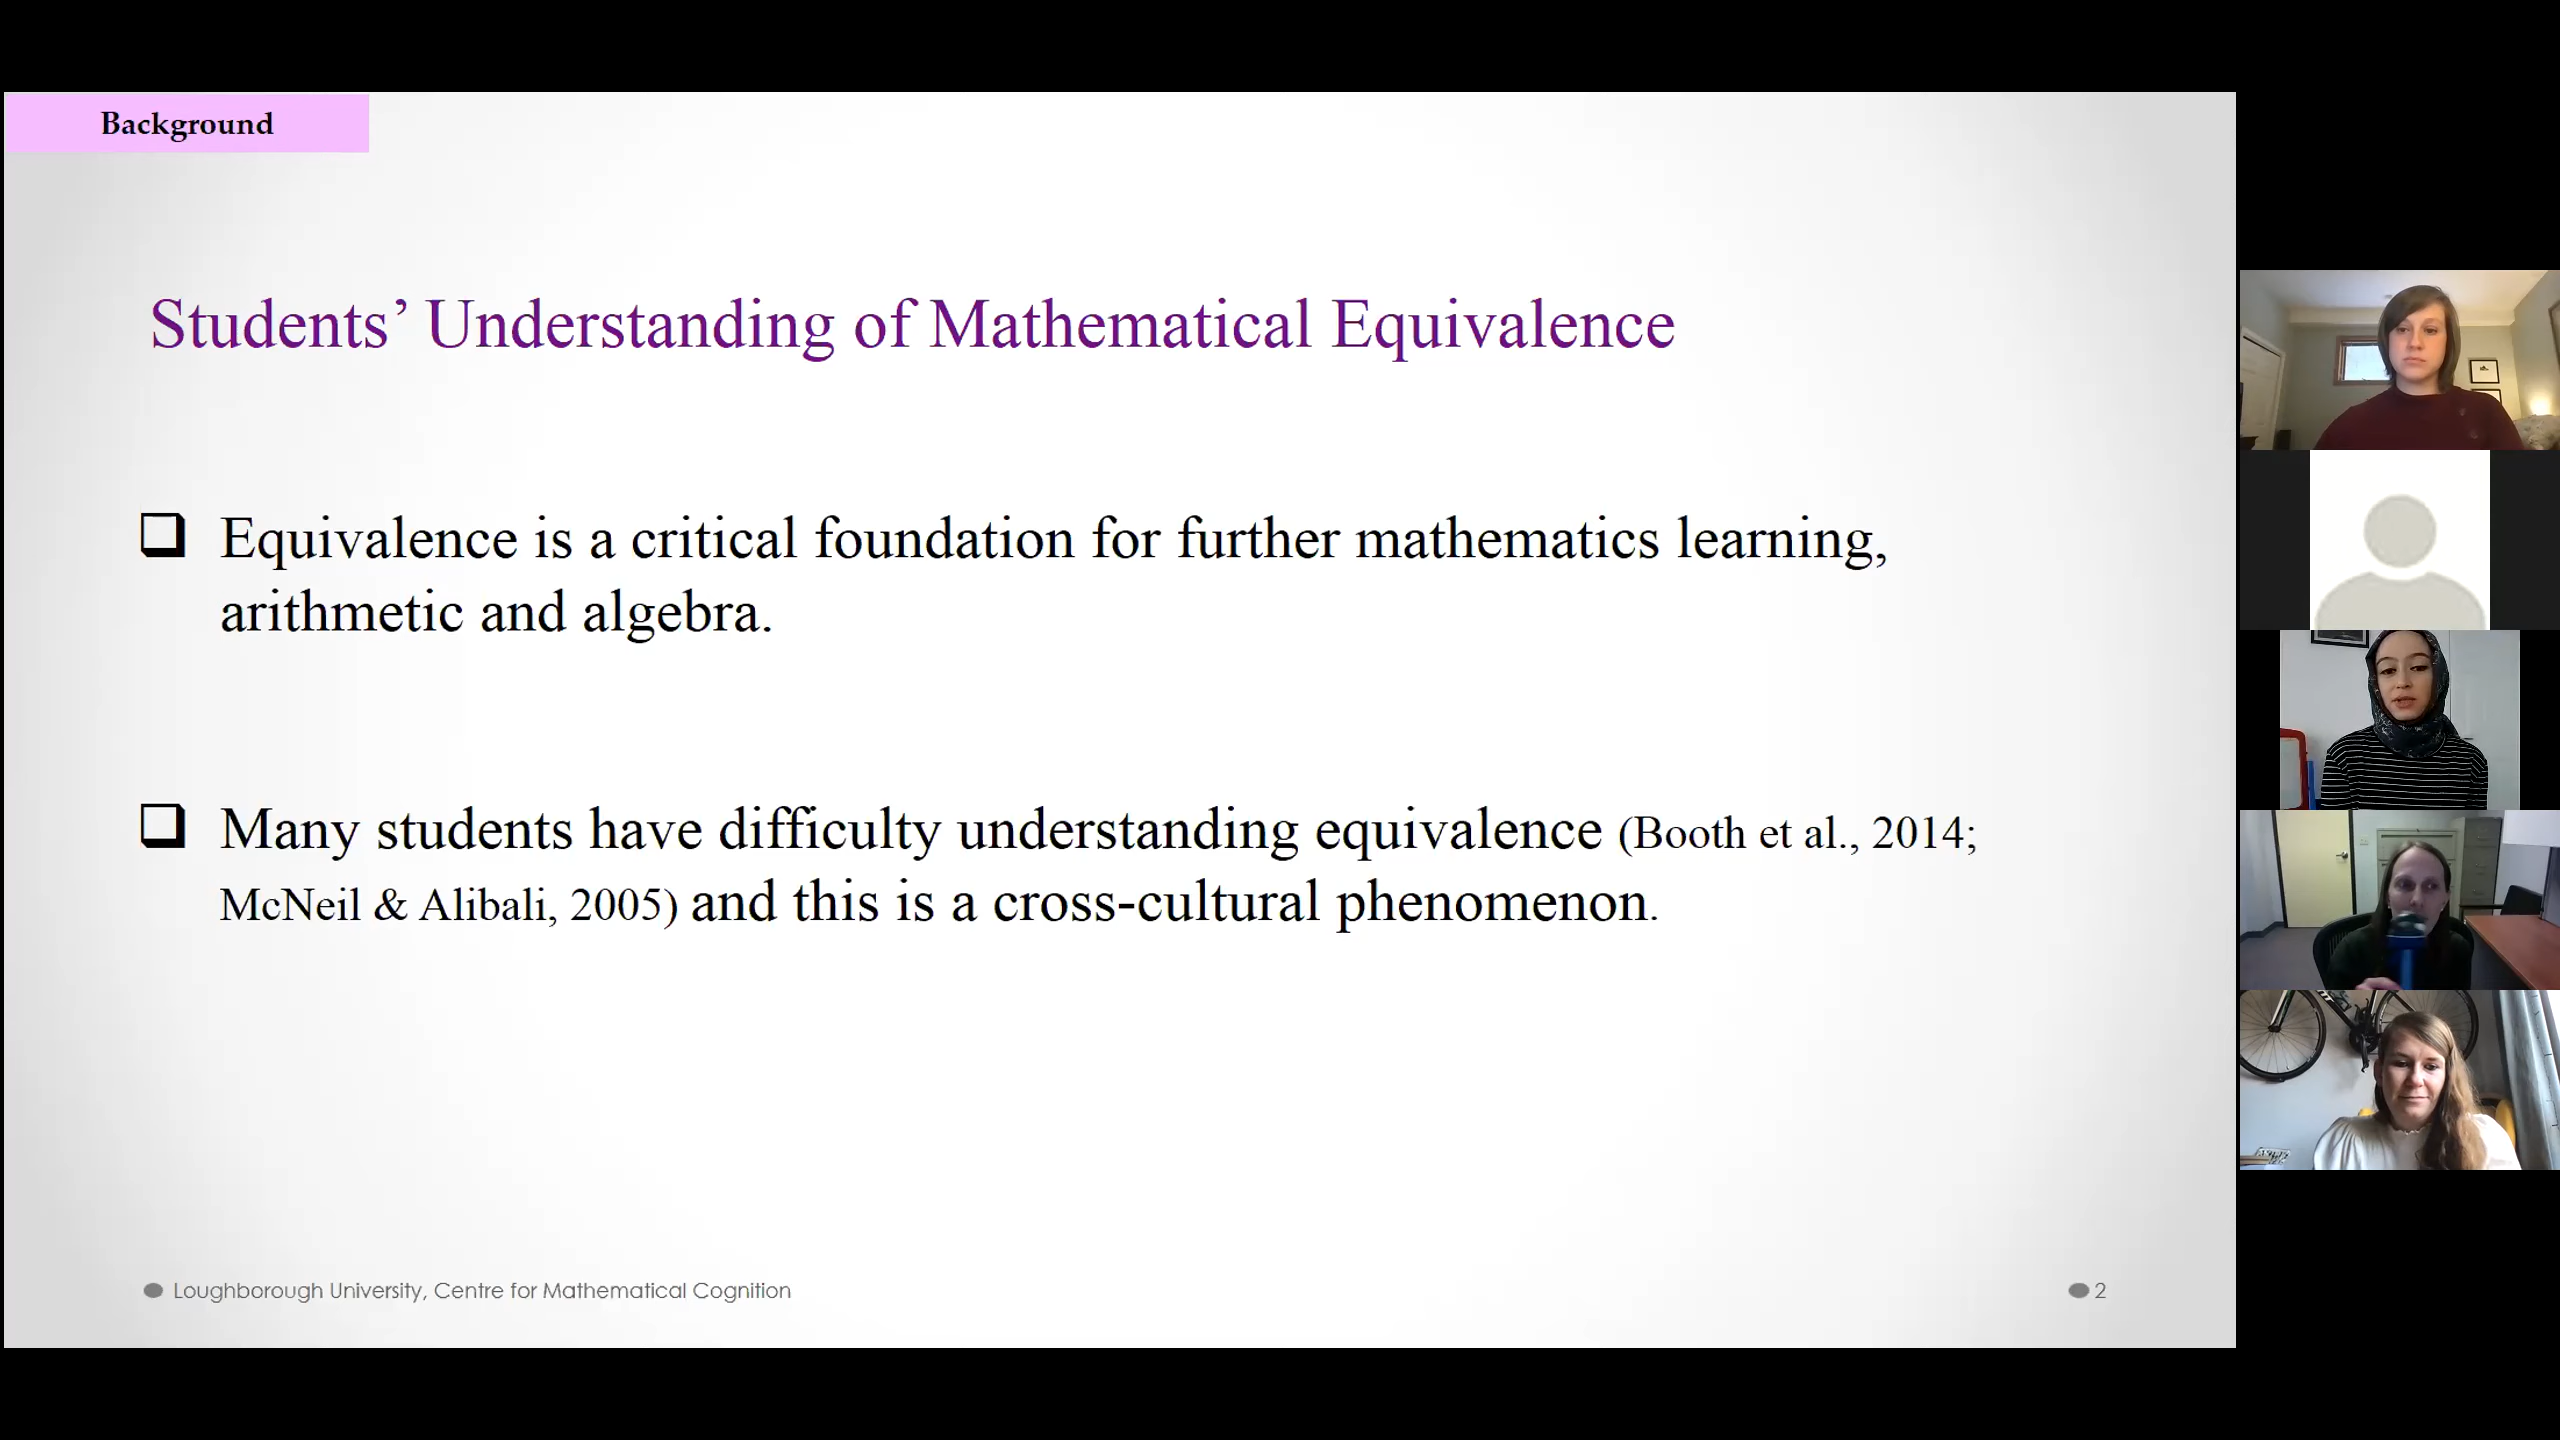 Background
Students’ Understanding of Mathematical Equivalence
Equivalence is a critical foundation for further mathematics learning,
arithmetic and algebra.
Many students have difficulty understanding equivalence (Booth et al., 2014;
McNeil & Alibali, 2005) and this is a cross-cultural phenomenon.
Loughborough University, Centre for Mathematical Cognition
2